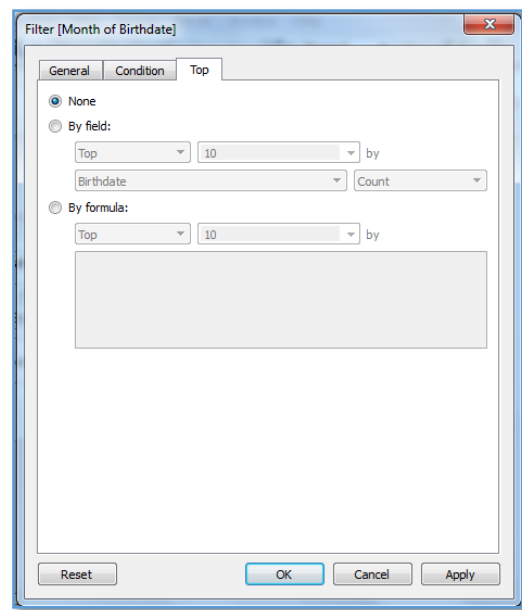 Filter [Month of Birthdate]
General Condition Top
None
By field:
Top 10 by
Birthdate Count
By formula:
Top 10 by
Reset OK Cancel Apply